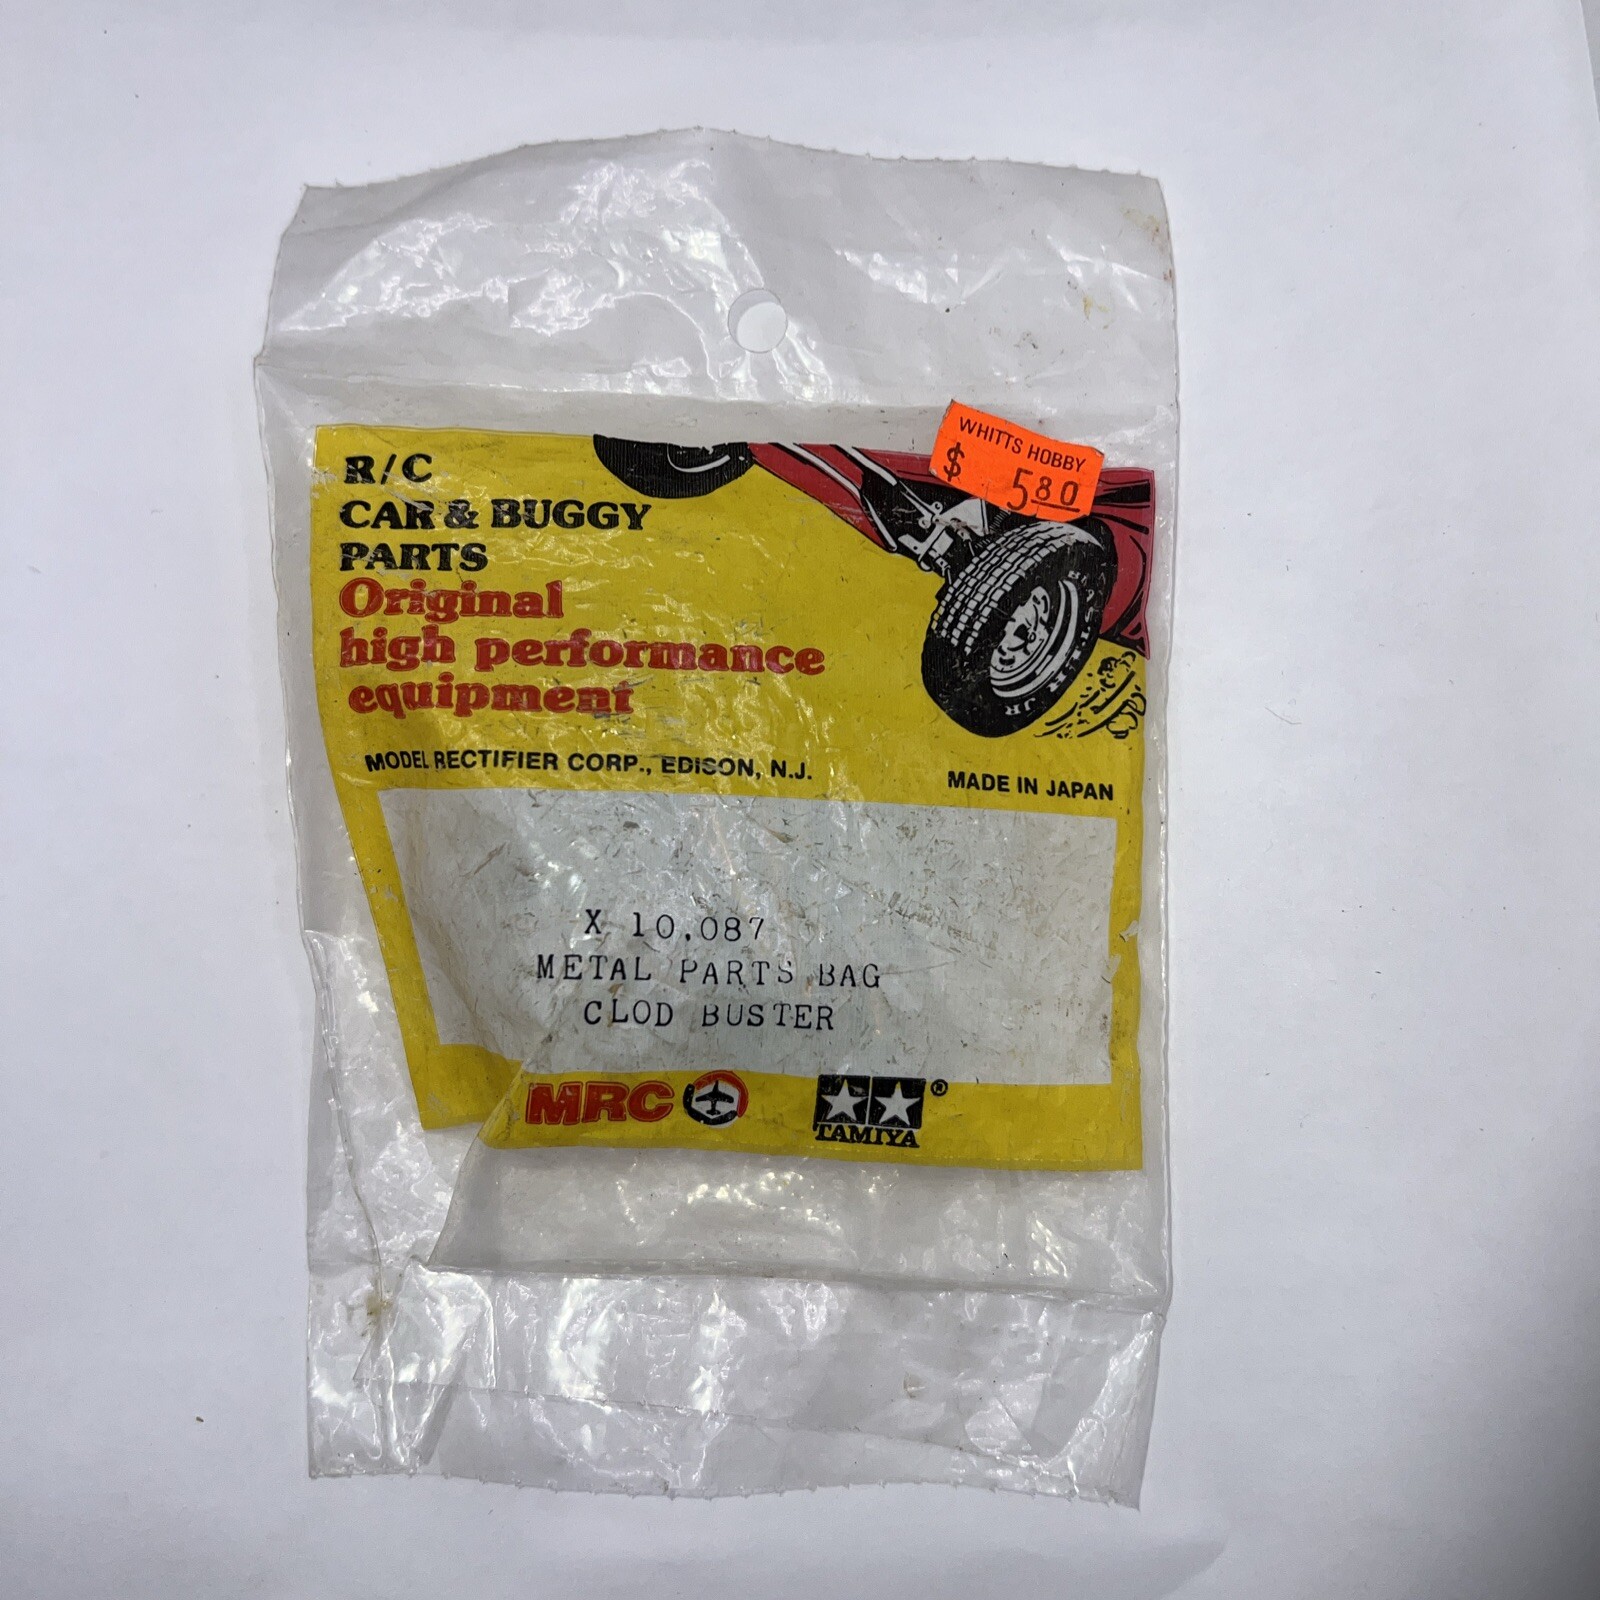 WHITTS HOBBY
$ 5 80
R/C
CAR & BUGGY
PARTS
Original
high performance
equipment
JR
MODEL RECTIFIER CORP., EDISON, N.J.
MADE IN JAPAN
X 10,087
METAL PARTS BAG
CLOD BUSTER
MRC
TAMIYA
®